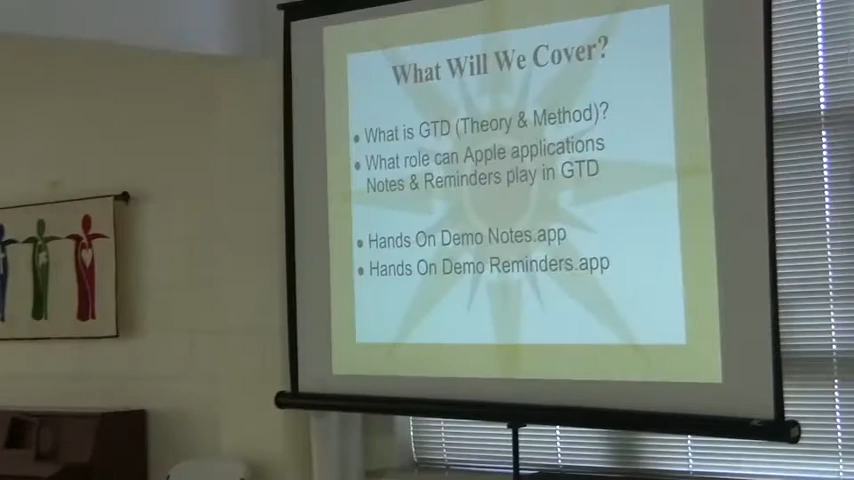 What Will We Cover?
• What is GTD (Theory & Method)?
• What role can Apple applications
Notes & Reminders play in GTD
• Hands On Demo Notes.app
• Hands On Demo Reminders.app